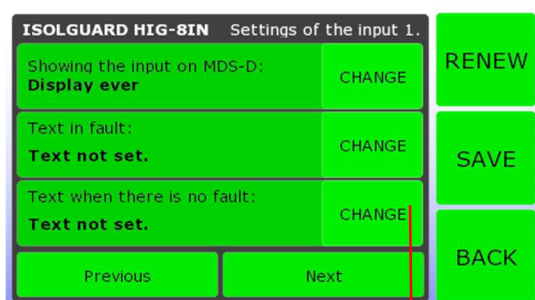 ISOLGUARD HIG-8IN Settings of the input 1.
Showing the input on MDS-D:
Display ever
CHANGE
Text in fault:
Text not set.
CHANGE
Text when there is no fault:
Text not set.
CHANGE
Previous
Next
RENEW
SAVE
BACK